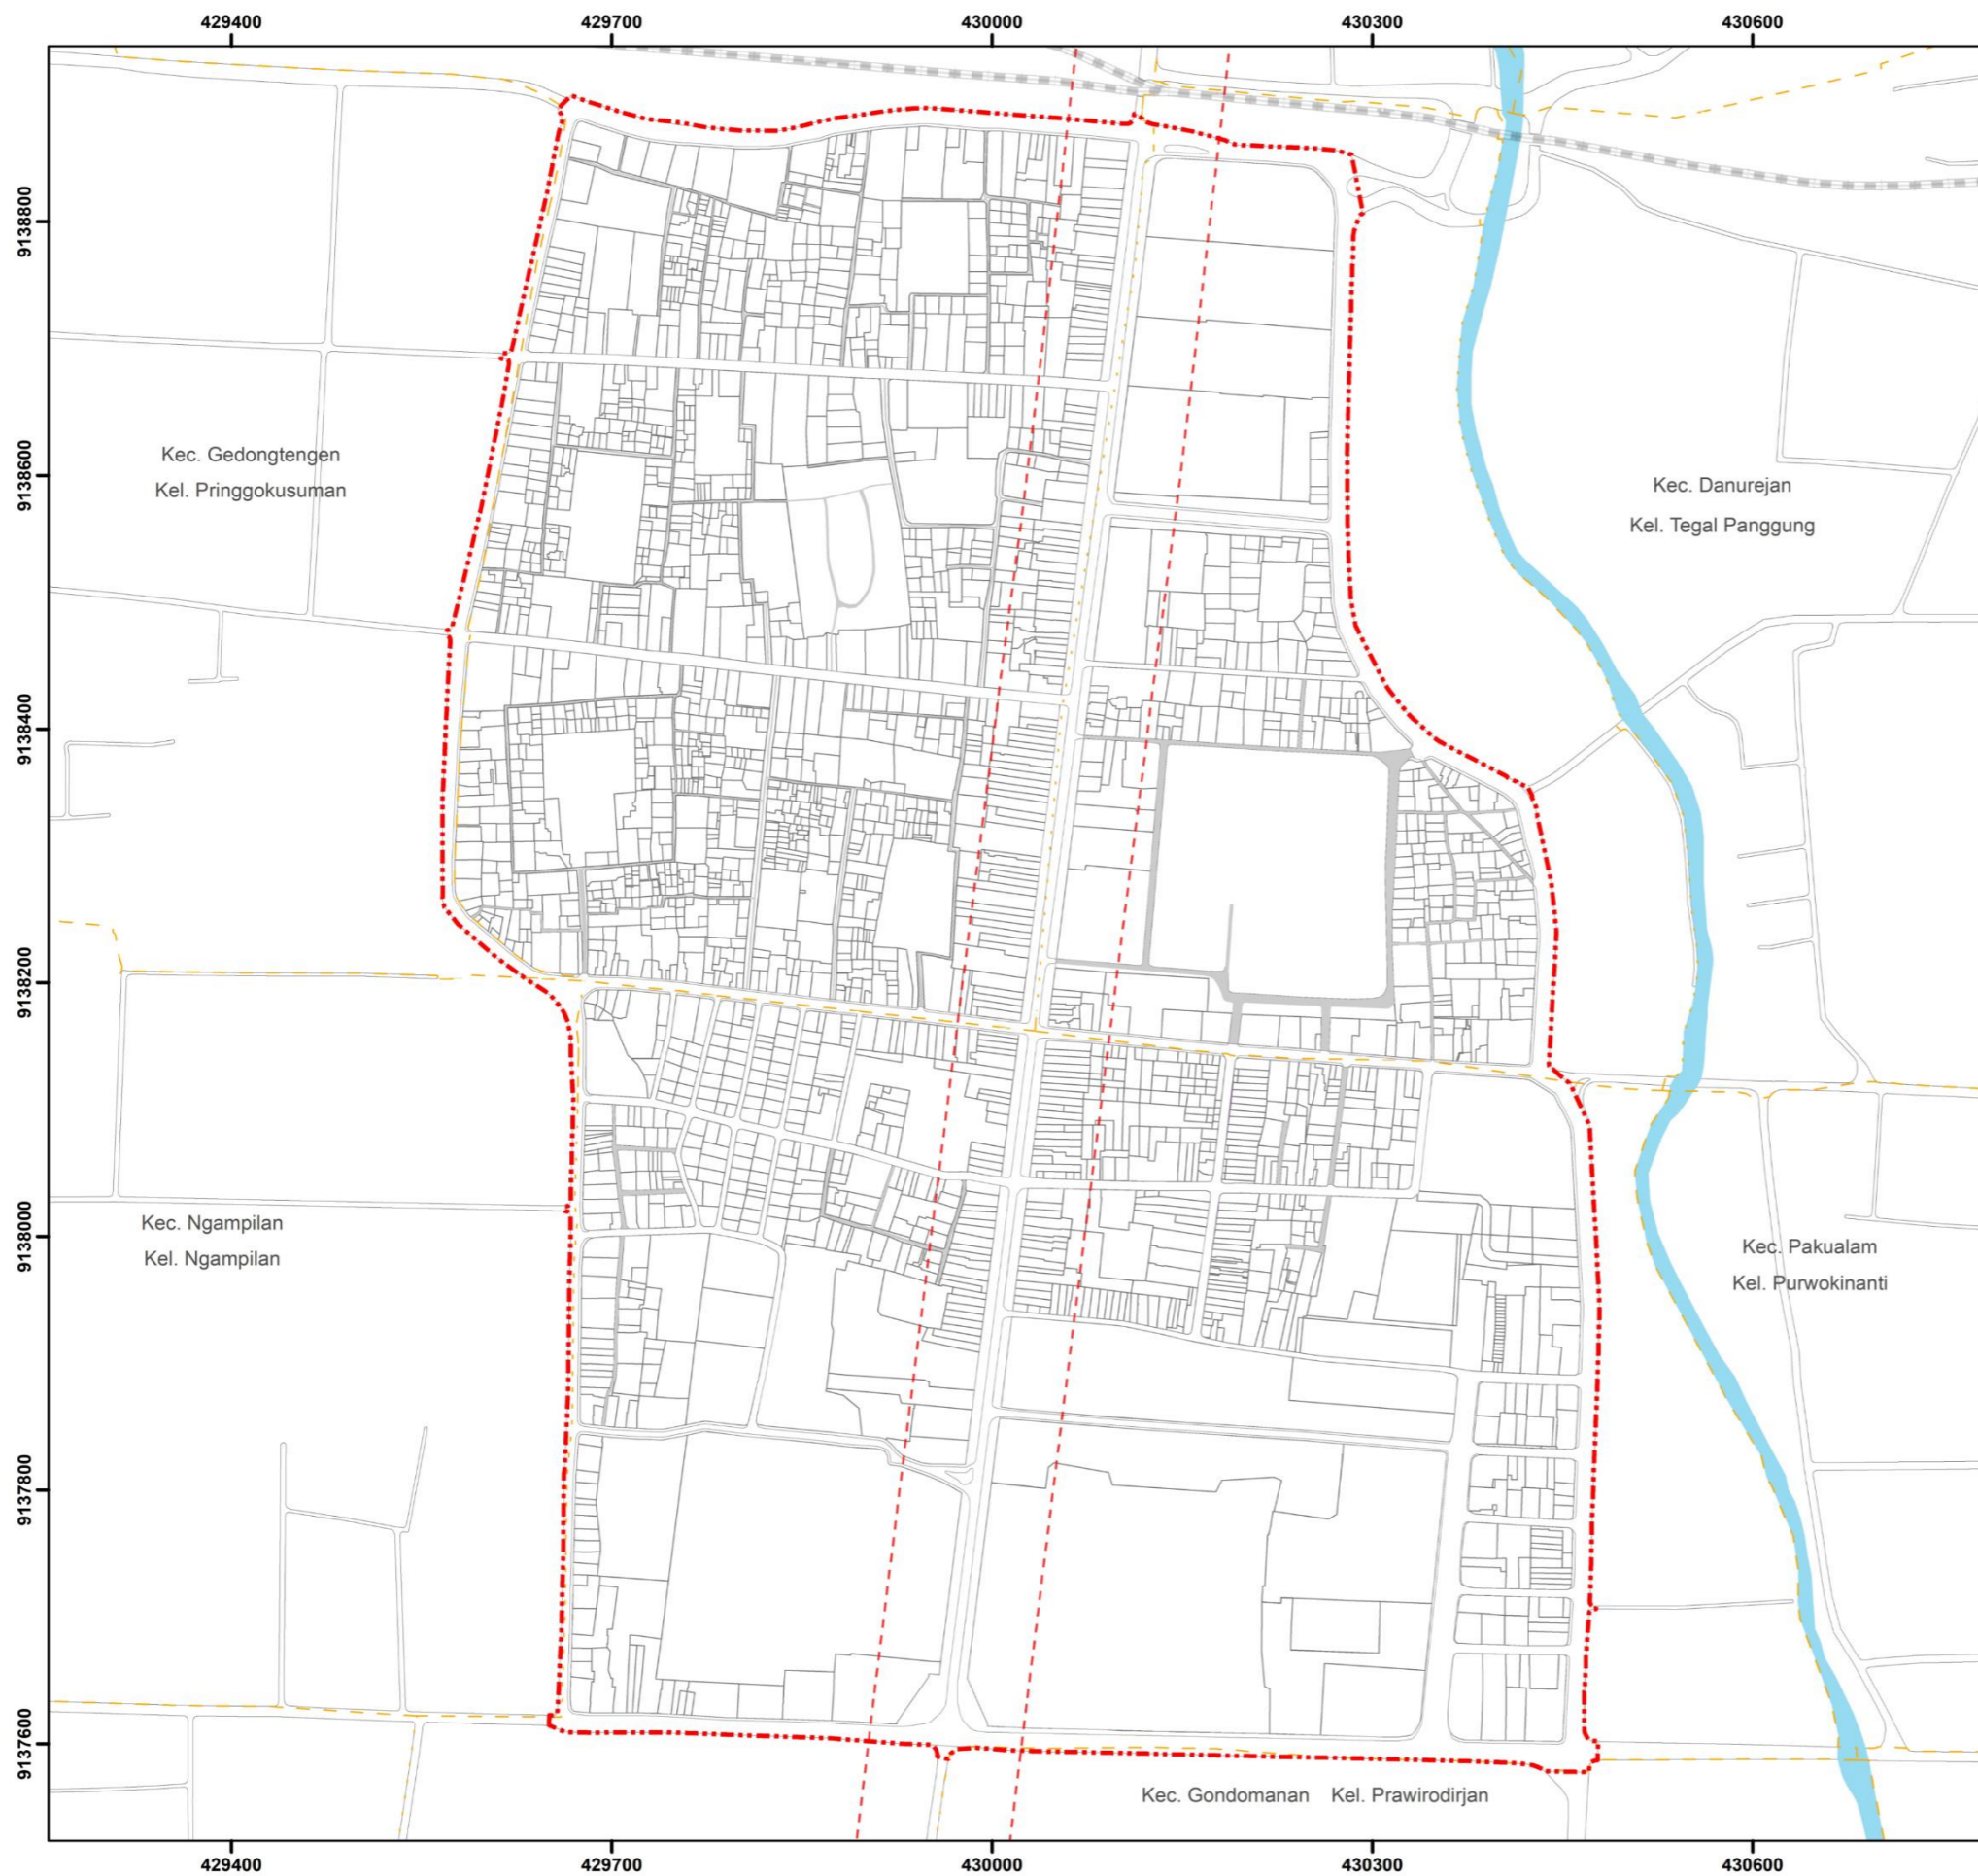 429400 429700 430000 430300 430600
9138800
9138600
Kec. Gedongtengen
Kel. Pringgokusuman
Kec. Danurejan
Kel. Tegal Panggung
9138400
9138200
9138000
Kec. Ngampilan
Kel. Ngampilan
Kec. Pakualam
Kel. Purwokinanti
9137800
9137600
Kec. Gondomanan Kel. Prawirodirjan
429400 429700 430000 430300 430600